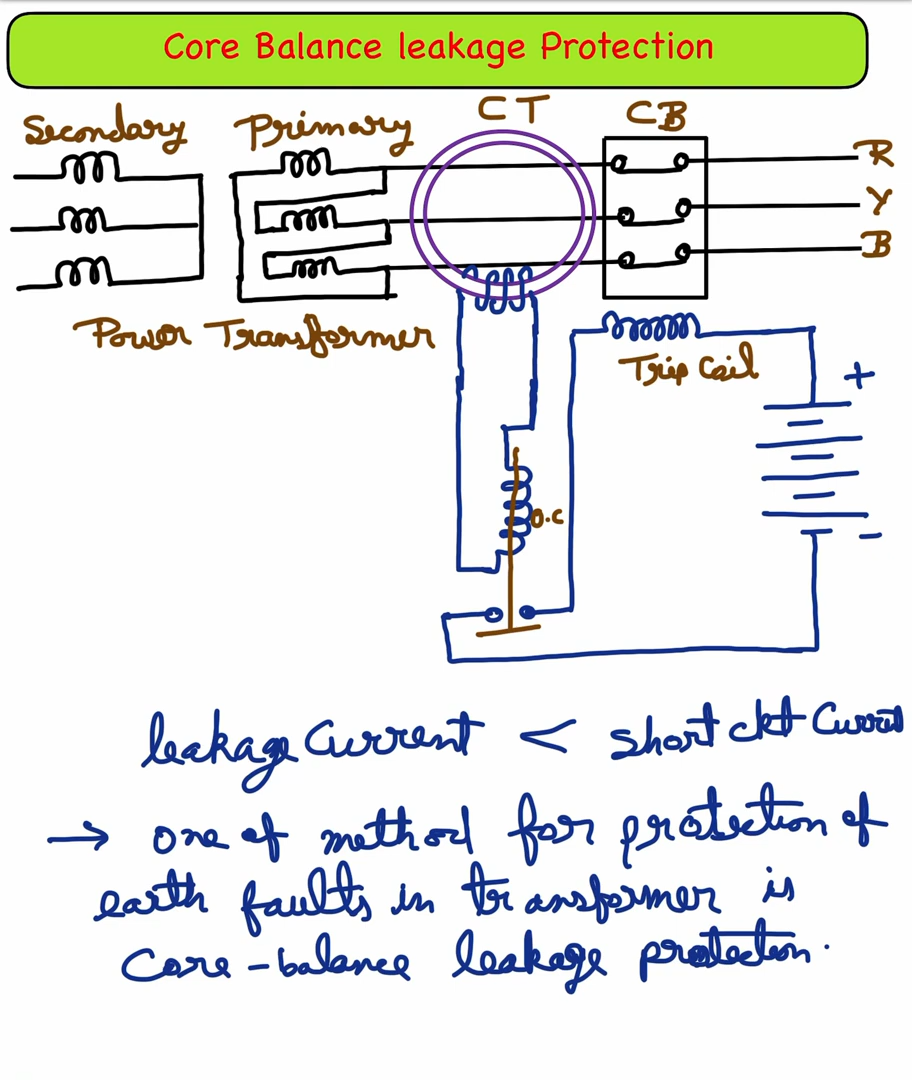 Core Balance leakage Protection
CT
CB
Secondary
Primary
R
Y
B
Power Transformer
Trip Coil
+
O.C
-
leakage Current < Short ckt Current
→ one of method for protection of
earth faults in transformer is
Core-balance leakage protection.